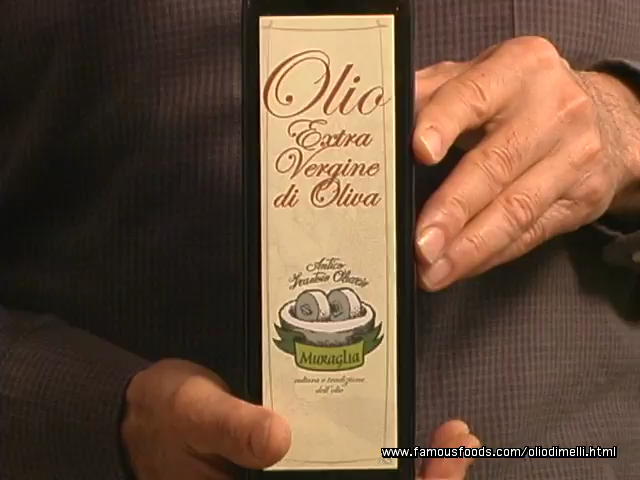 Olio
Extra
Vergine
di Oliva
Antico
Frantoio Oleario
Muraglia
cultura e tradizione
dell'olio
www.famousfoods.com/oliodimelli.html